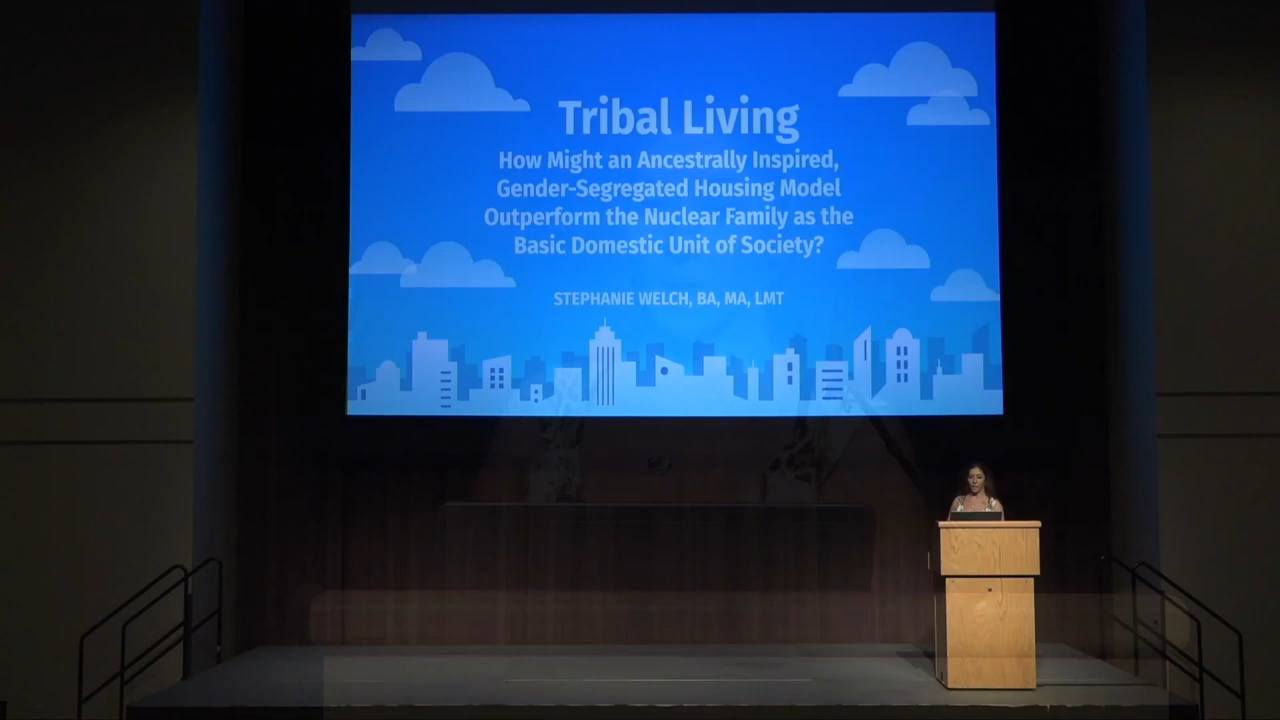 Tribal Living
How Might an Ancestrally Inspired,
Gender-Segregated Housing Model
Outperform the Nuclear Family as the
Basic Domestic Unit of Society?
STEPHANIE WELCH, BA, MA, LMT